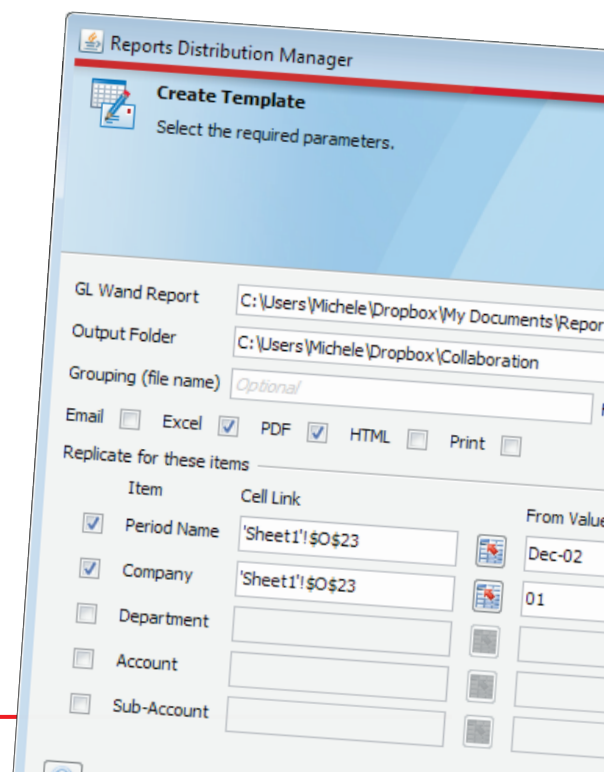 Reports Distribution Manager
Create Template
Select the required parameters.
GL Wand Report C:\Users\Michele\Dropbox\My Documents\Repor
Output Folder C:\Users\Michele\Dropbox\Collaboration
Grouping (file name) Optional
Email Excel PDF HTML Print
Replicate for these items
Item Cell Link From Value
Period Name 'Sheet1'!$O$23 Dec-02
Company 'Sheet1'!$O$23 01
Department
Account
Sub-Account